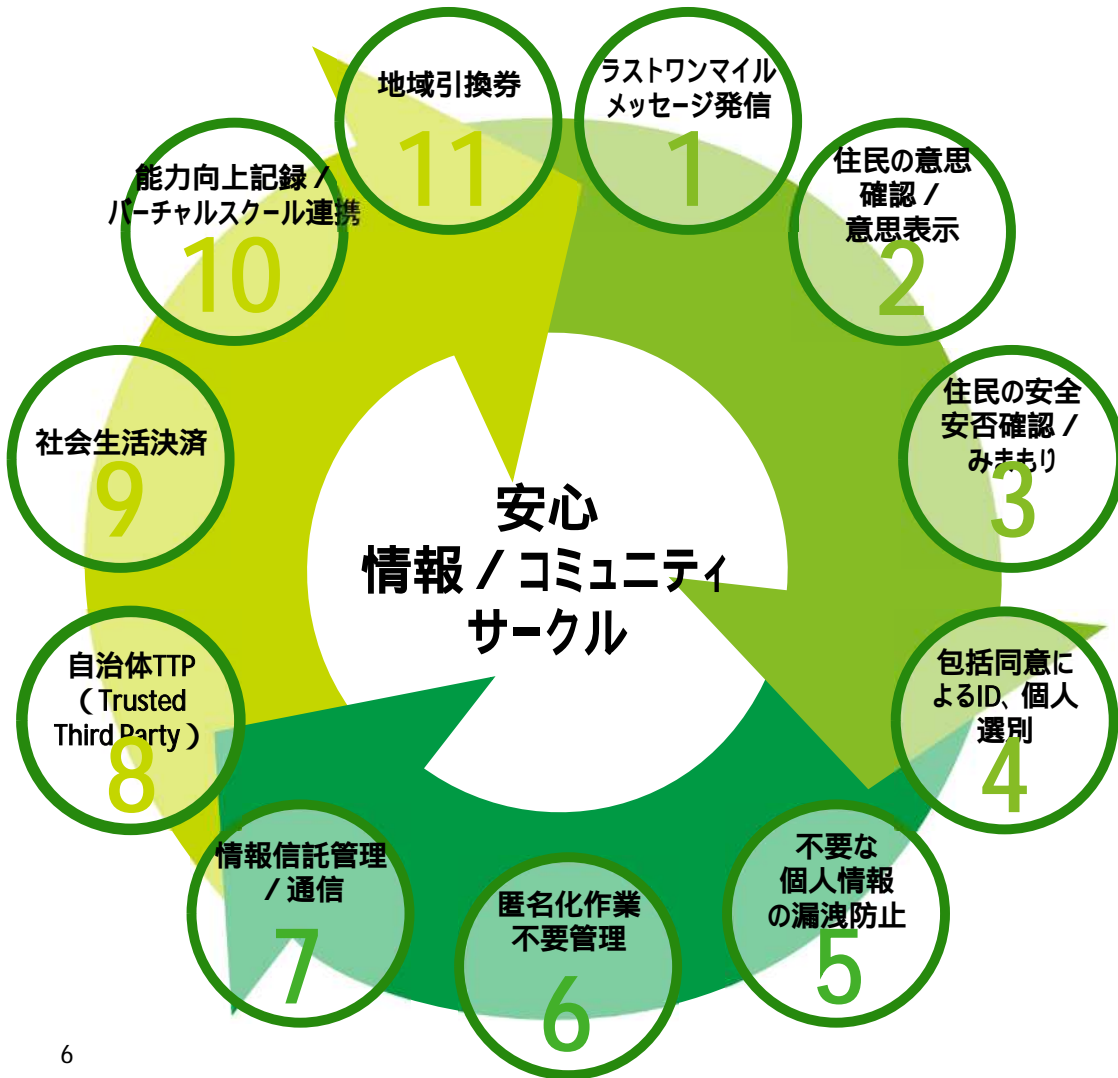 安心
情報/コミュニティ
サークル
ラストワンマイル
メッセージ発信
1
住民の意思
確認/
意思表示
2
住民の安全
安否確認/
みまもり
3
包括同意に
よるID、個人
選別
4
不要な
個人情報
の漏洩防止
5
匿名化作業
不要管理
6
情報信託管理
/通信
7
自治体TTP
(Trusted
Third Party)
8
社会生活決済
9
能力向上記録/
バーチャルスクール連携
10
地域引換券
11
6